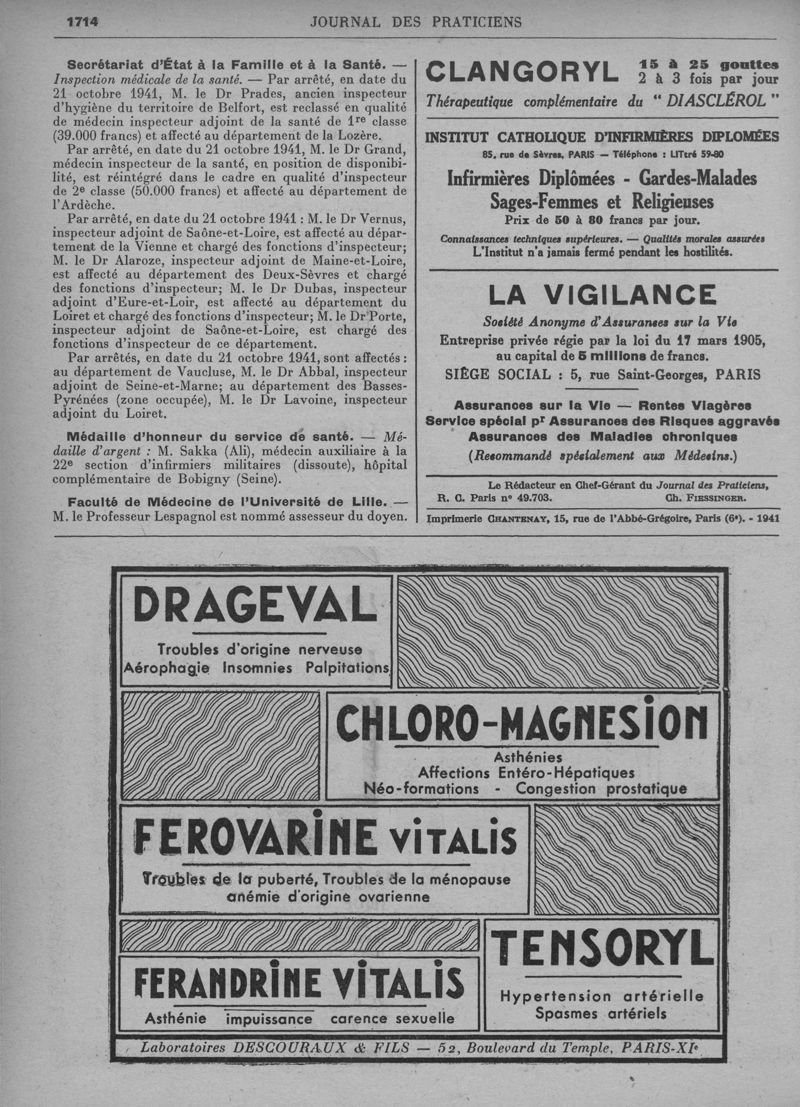 1714
JOURNAL DES PRATICIENS
Secrétariat d'État à la Famille et à la Santé. —
Inspection médicale de la santé. — Par arrêté, en date du
21 octobre 1941, M. le Dr Prades, ancien inspecteur
d'hygiène du territoire de Belfort, est reclassé en qualité
de médecin inspecteur adjoint de la santé de 1re classe
(39.000 francs) et affecté au département de la Lozère.
Par arrêté, en date du 21 octobre 1941, M. le Dr Grand,
médecin inspecteur de la santé, en position de disponibi-
lité, est réintégré dans le cadre en qualité d'inspecteur
de 2e classe (50.000 francs) et affecté au département de
l'Ardèche.
Par arrêté, en date du 21 octobre 1941 : M. le Dr Vernus,
inspecteur adjoint de Saône-et-Loire, est affecté au dépar-
tement de la Vienne et chargé des fonctions d'inspecteur;
M. le Dr Alaroze, inspecteur adjoint de Maine-et-Loire,
est affecté au département des Deux-Sèvres et chargé
des fonctions d'inspecteur; M. le Dr Dubas, inspecteur
adjoint d'Eure-et-Loir, est affecté au département du
Loiret et chargé des fonctions d'inspecteur; M. le Dr Porte,
inspecteur adjoint de Saône-et-Loire, est chargé des
fonctions d'inspecteur de ce département.
Par arrêtés, en date du 21 octobre 1941, sont affectés :
au département de Vaucluse, M. le Dr Abbal, inspecteur
adjoint de Seine-et-Marne; au département des Basses-
Pyrénées (zone occupée), M. le Dr Lavoine, inspecteur
adjoint du Loiret.
Médaille d'honneur du service de santé. — Mé-
daille d'argent : M. Sakka (Ali), médecin auxiliaire à la
22e section d'infirmiers militaires (dissoute), hôpital
complémentaire de Bobigny (Seine).
Faculté de Médecine de l'Université de Lille. —
M. le Professeur Lespagnol est nommé assesseur du doyen.
CLANGORYL 15 à 25 gouttes
2 à 3 fois par jour
Thérapeutique complémentaire du " DIASCLÉROL "
INSTITUT CATHOLIQUE D'INFIRMIÈRES DIPLOMÉES
85, rue de Sèvres, PARIS — Téléphone : LITtré 59-80
Infirmières Diplômées - Gardes-Malades
Sages-Femmes et Religieuses
Prix de 50 à 80 francs par jour.
Connaissances techniques supérieures. — Qualités morales assurées
L'Institut n'a jamais fermé pendant les hostilités.
LA VIGILANCE
Société Anonyme d'Assurances sur la Vie
Entreprise privée régie par la loi du 17 mars 1905,
au capital de 5 millions de francs.
SIÈGE SOCIAL : 5, rue Saint-Georges, PARIS
Assurances sur la Vie — Rentes Viagères
Service spécial pr Assurances des Risques aggravés
Assurances des Maladies chroniques
(Recommandé spécialement aux Médecins.)
Le Rédacteur en Chef-Gérant du Journal des Praticiens,
R. C. Paris n° 49.703. Ch. FIESSINGER.
Imprimerie CHANTENAY, 15, rue de l'Abbé-Grégoire, Paris (6e). - 1941
DRAGEVAL
Troubles d'origine nerveuse
Aérophagie Insomnies Palpitations
CHLORO-MAGNESION
Asthénies
Affections Entéro-Hépatiques
Néo-formations - Congestion prostatique
FEROVARINE VITALIS
Troubles de la puberté, Troubles de la ménopause
anémie d'origine ovarienne
FERANDRINE VITALIS
Asthénie impuissance carence sexuelle
TENSORYL
Hypertension artérielle
Spasmes artériels
Laboratoires DESCOURAUX & FILS — 52, Boulevard du Temple, PARIS-XIe